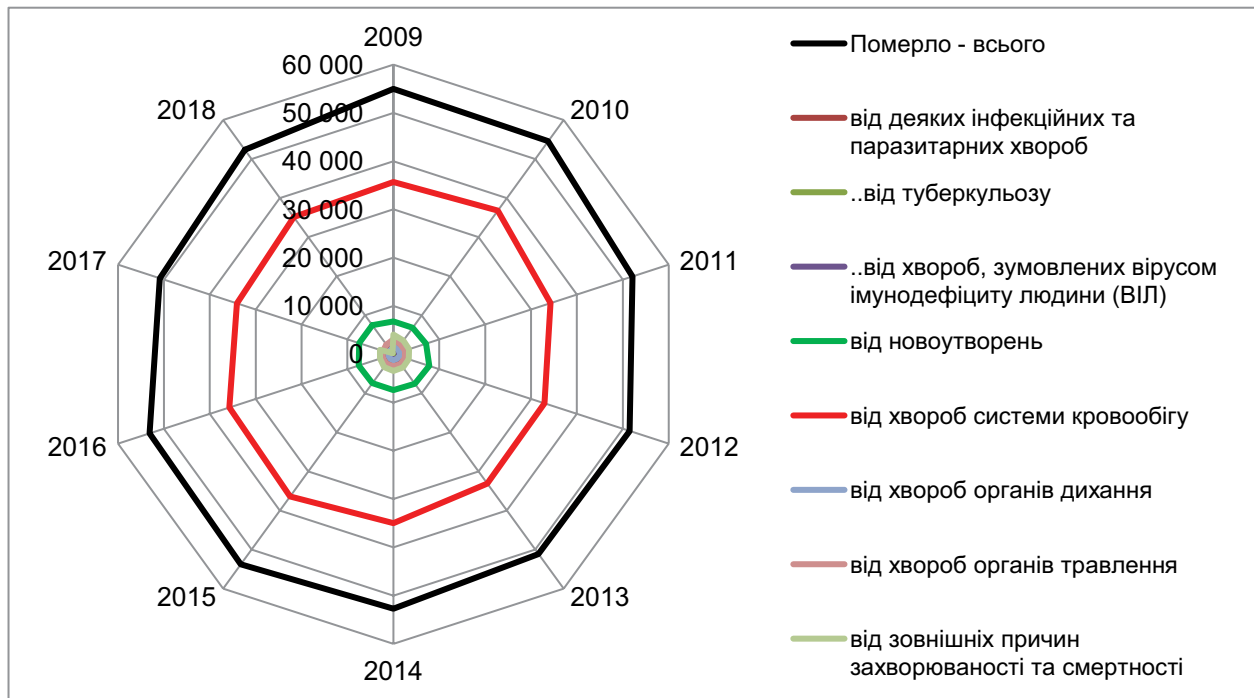 2009
2010
2011
2012
2013
2014
2015
2016
2017
2018
60 000
50 000
40 000
30 000
20 000
10 000
0
Померло - всього
від деяких інфекційних та
паразитарних хвороб
..від туберкульозу
..від хвороб, зумовлених вірусом
імунодефіциту людини (ВІЛ)
від новоутворень
від хвороб системи кровообігу
від хвороб органів дихання
від хвороб органів травлення
від зовнішніх причин
захворюваності та смертності